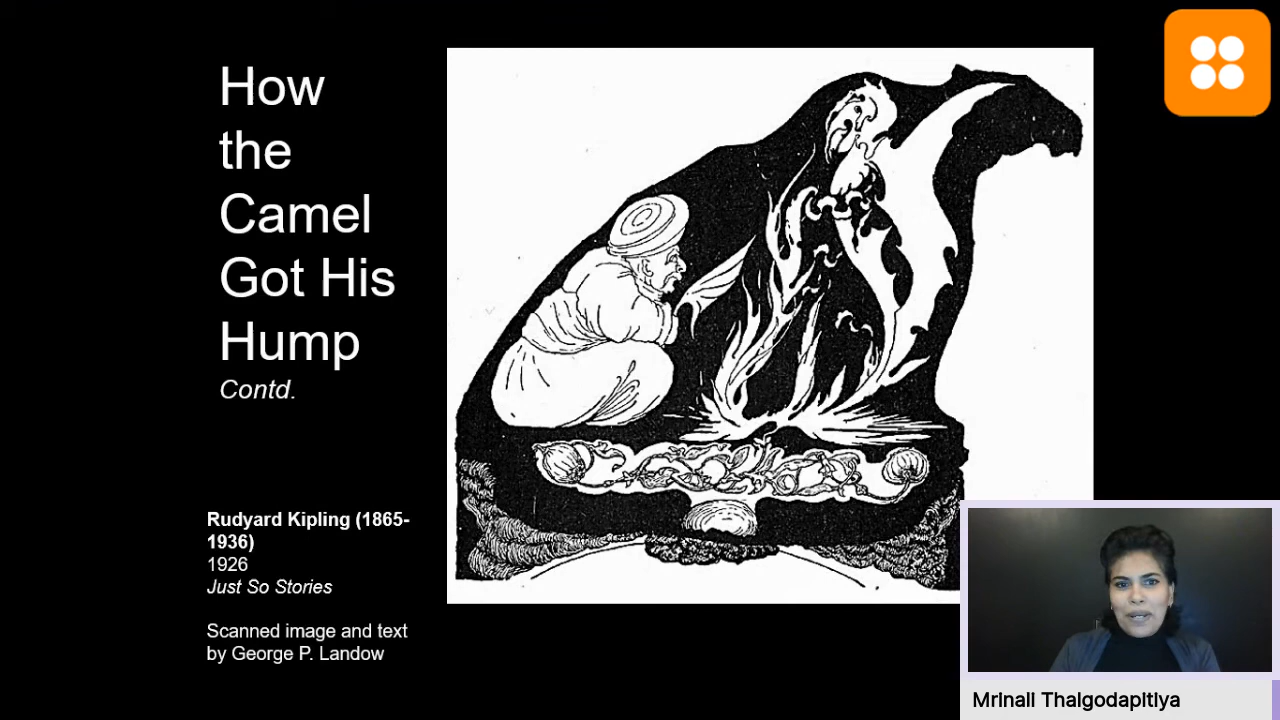 How
the
Camel
Got His
Hump
Contd.
Rudyard Kipling (1865-
1936)
1926
Just So Stories
Scanned image and text
by George P. Landow
Mrinali Thalgodapitiya